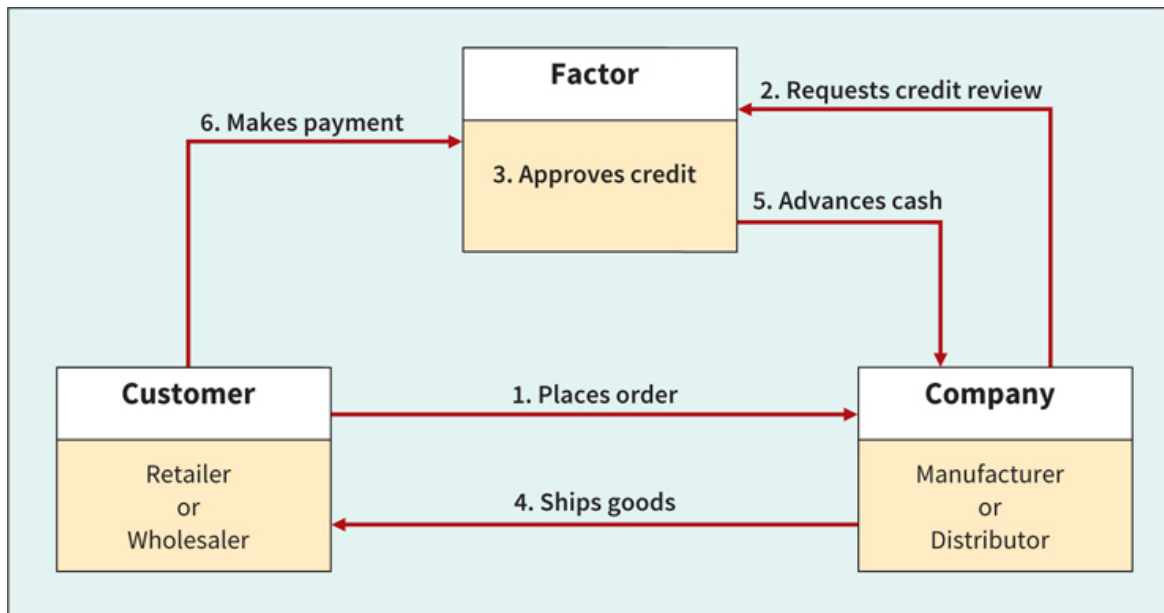 Factor
2. Requests credit review
6. Makes payment
3. Approves credit
5. Advances cash
Customer
1. Places order
Company
Retailer
or
Wholesaler
4. Ships goods
Manufacturer
or
Distributor